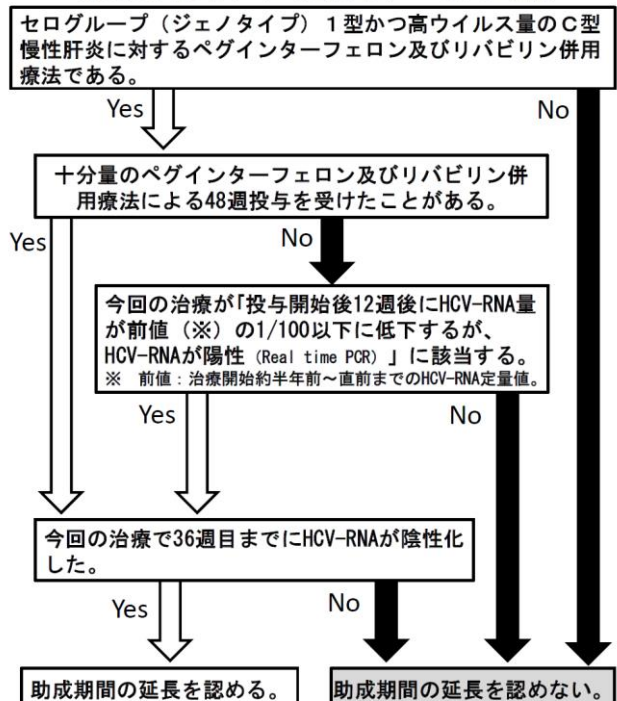 セログループ（ジェノタイプ）１型かつ高ウイルス量のＣ型
慢性肝炎に対するペグインターフェロン及びリバビリン併用
療法である。
Yes
No
十分量のペグインターフェロン及びリバビリン併
用療法による48週投与を受けたことがある。
Yes
No
今回の治療が「投与開始後12週後にHCV-RNA量
が前値（※）の1/100以下に低下するが、
HCV-RNAが陽性（Real time PCR）」に該当する。
※　前値：治療開始約半年前～直前までのHCV-RNA定量値。
Yes
No
今回の治療で36週目までにHCV-RNAが陰性化
した。
Yes
No
助成期間の延長を認める。
助成期間の延長を認めない。